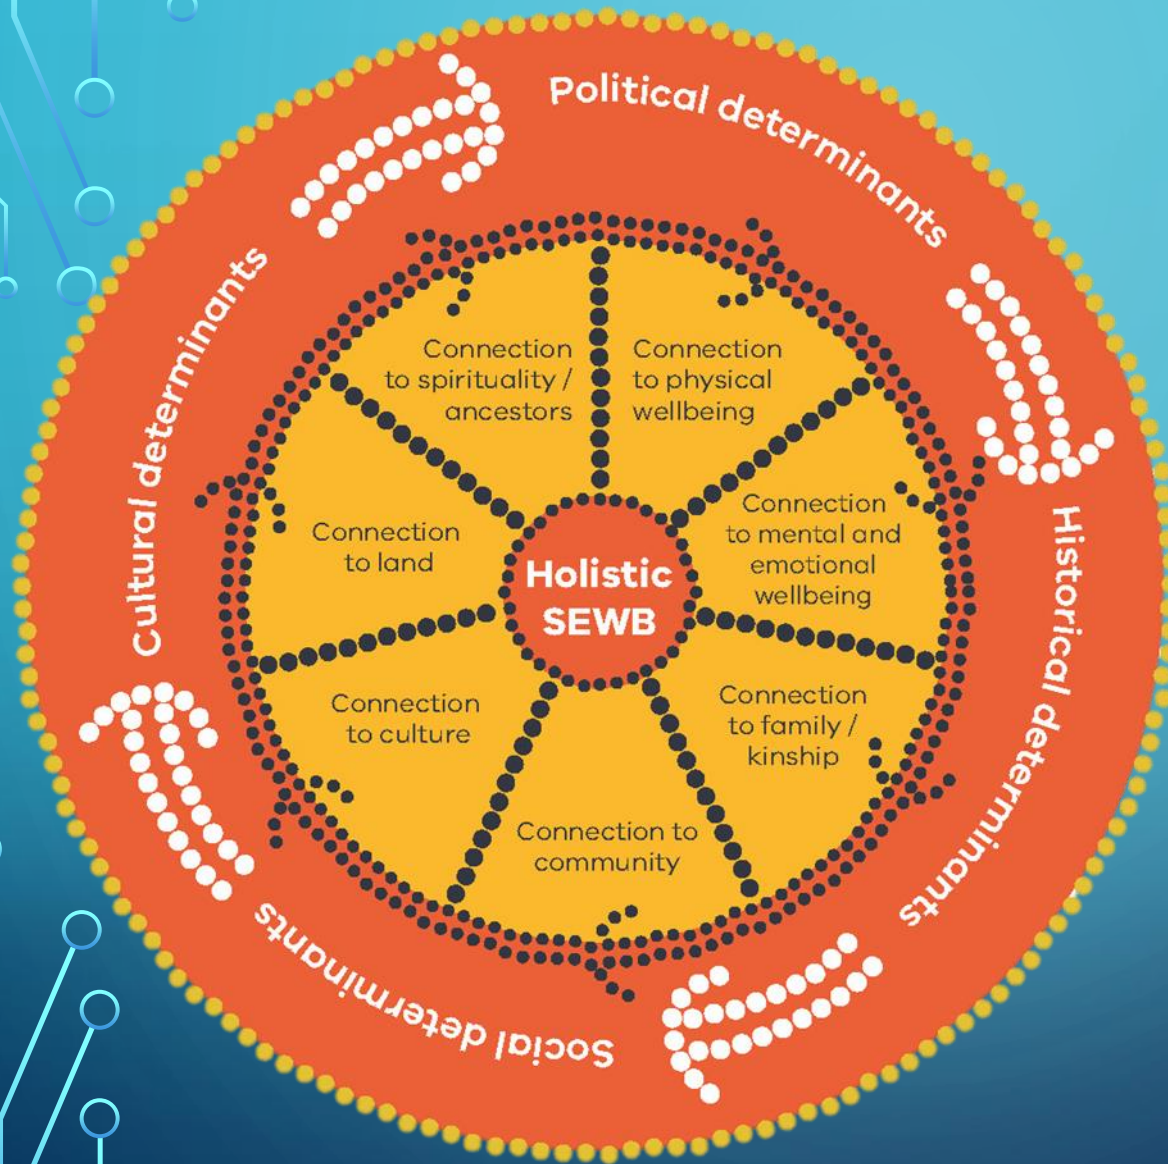 Political determinants
Historical determinants
Social determinants
Cultural determinants
Connection
to spirituality /
ancestors
Connection
to physical
wellbeing
Connection
to mental and
emotional
wellbeing
Connection
to family /
kinship
Connection to
community
Connection
to culture
Connection
to land
Holistic
SEWB